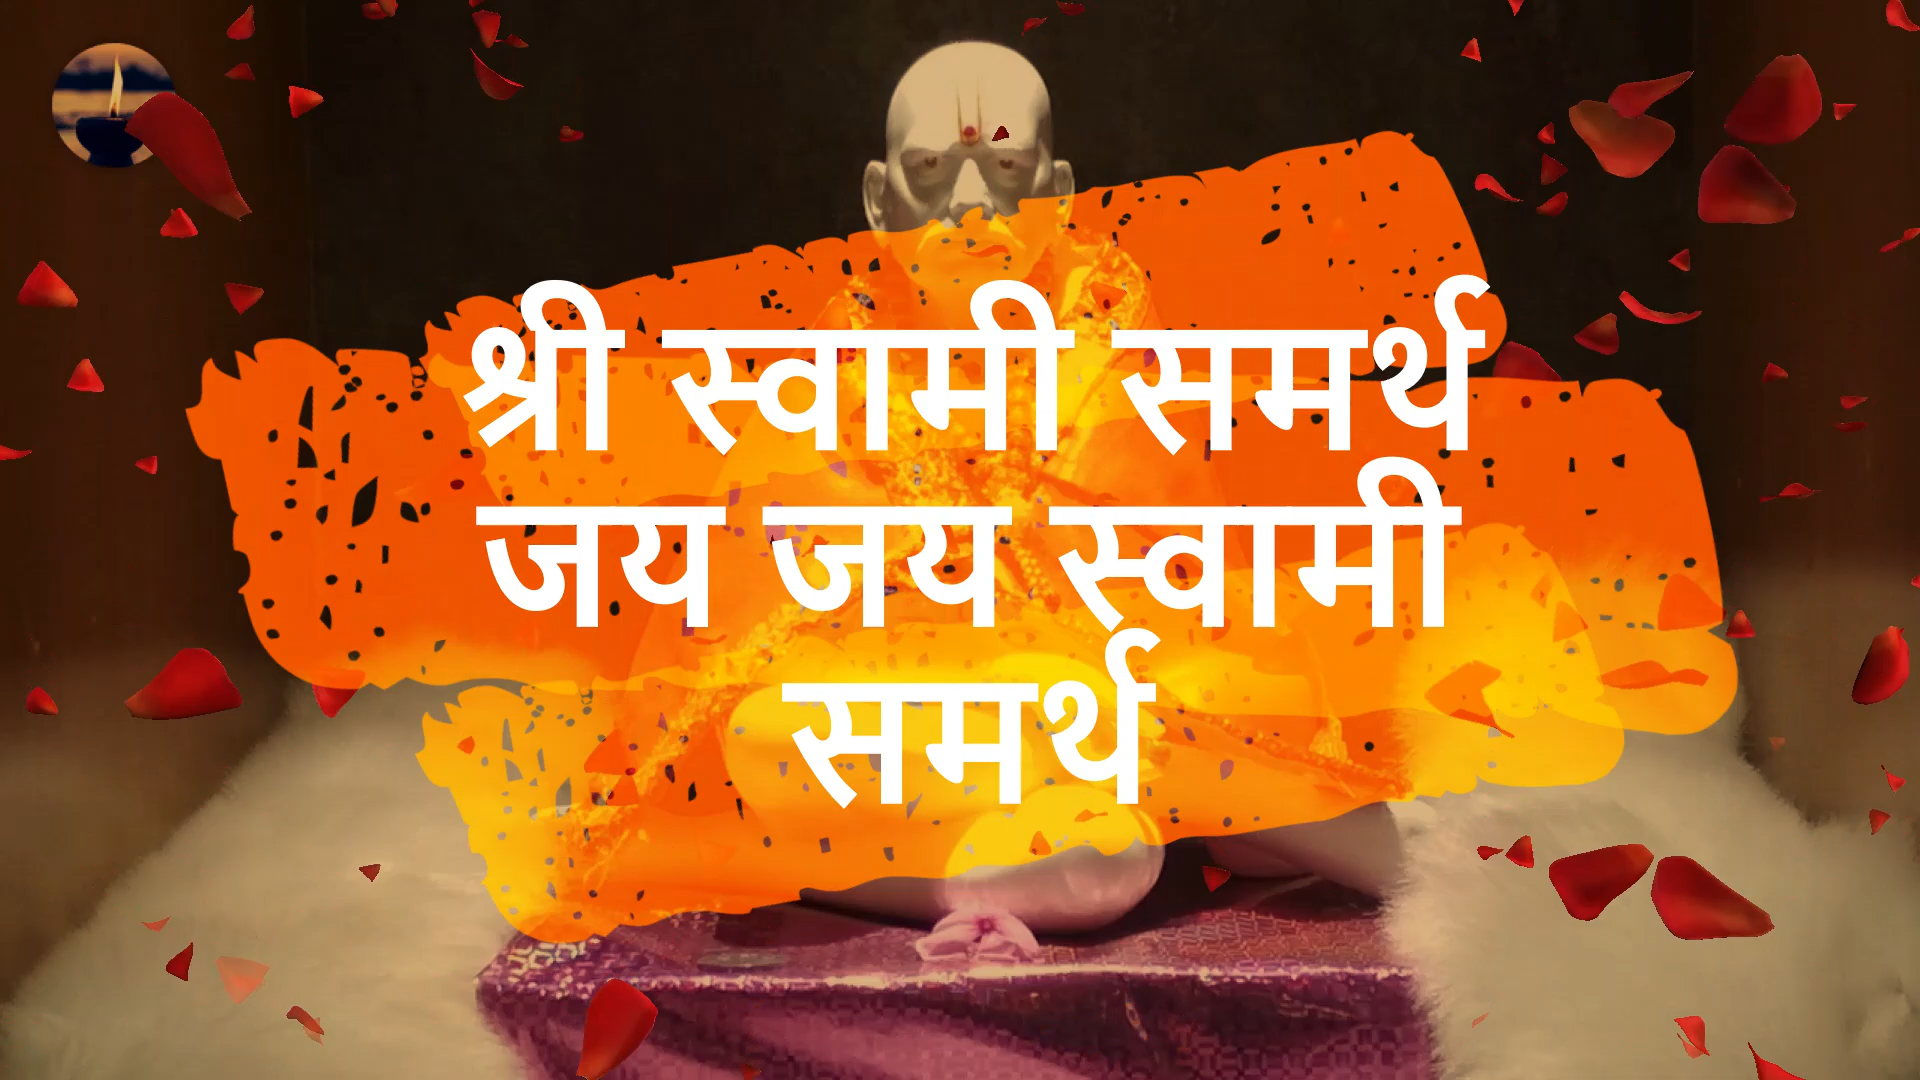 श्री स्वामी समर्थ
जय जय स्वामी
समर्थ